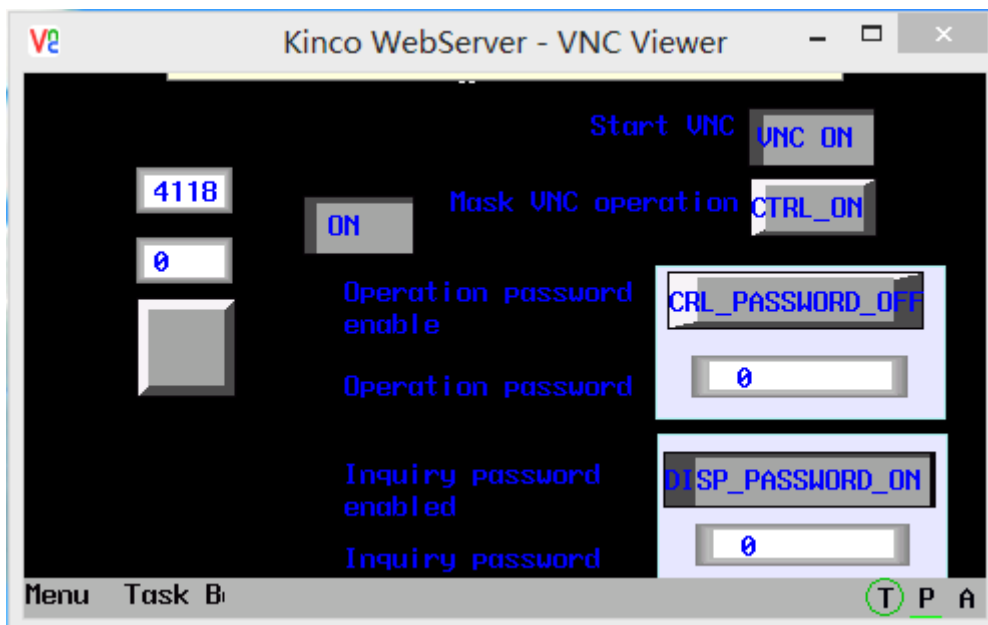 Kinco WebServer - VNC Viewer
Start VNC
VNC ON
4118
Mask VNC operation
CTRL_ON
ON
0
Operation password
enable
CRL_PASSWORD_OFF
Operation password
0
Inquiry password
enabled
DISP_PASSWORD_ON
Inquiry password
0
Menu
Task
T
P
A